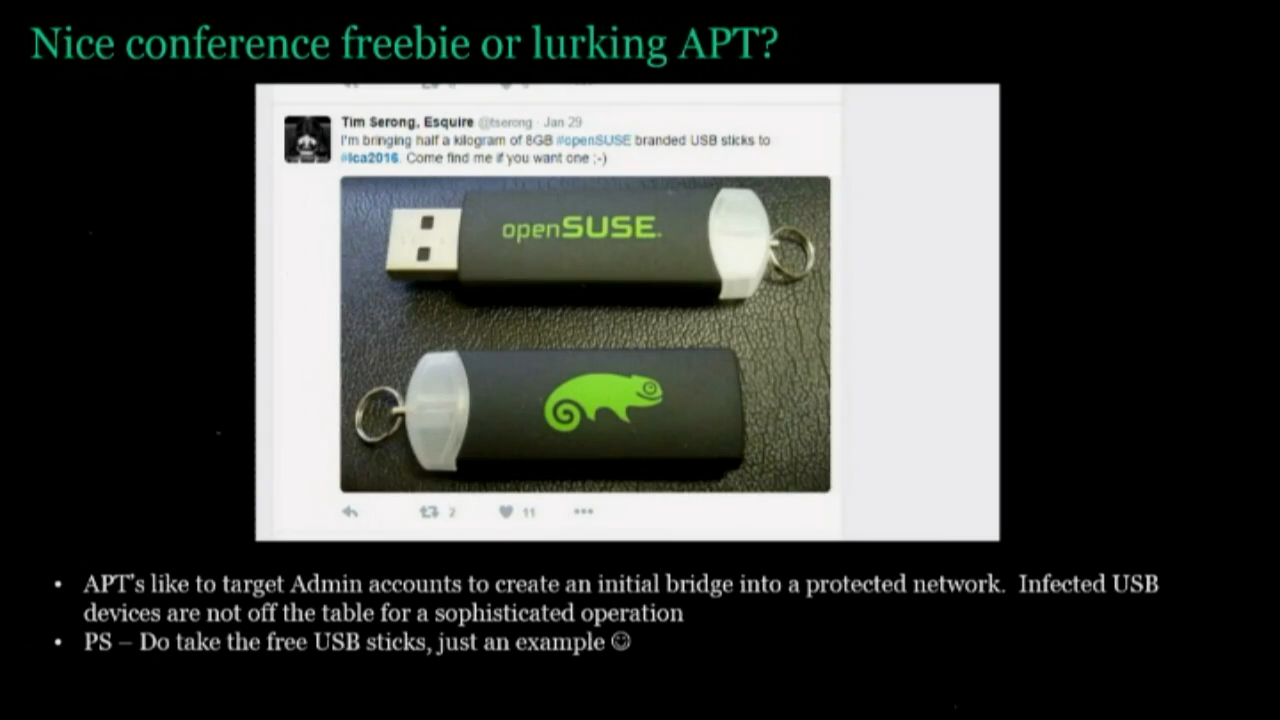 Nice conference freebie or lurking APT?
Tim Serong, Esquire @tserong · Jan 29
I'm bringing half a kilogram of 8GB #openSUSE branded USB sticks to
#lca2016. Come find me if you want one ;-)
openSUSE.
2 11
• APT's like to target Admin accounts to create an initial bridge into a protected network. Infected USB
devices are not off the table for a sophisticated operation
• PS – Do take the free USB sticks, just an example ☺